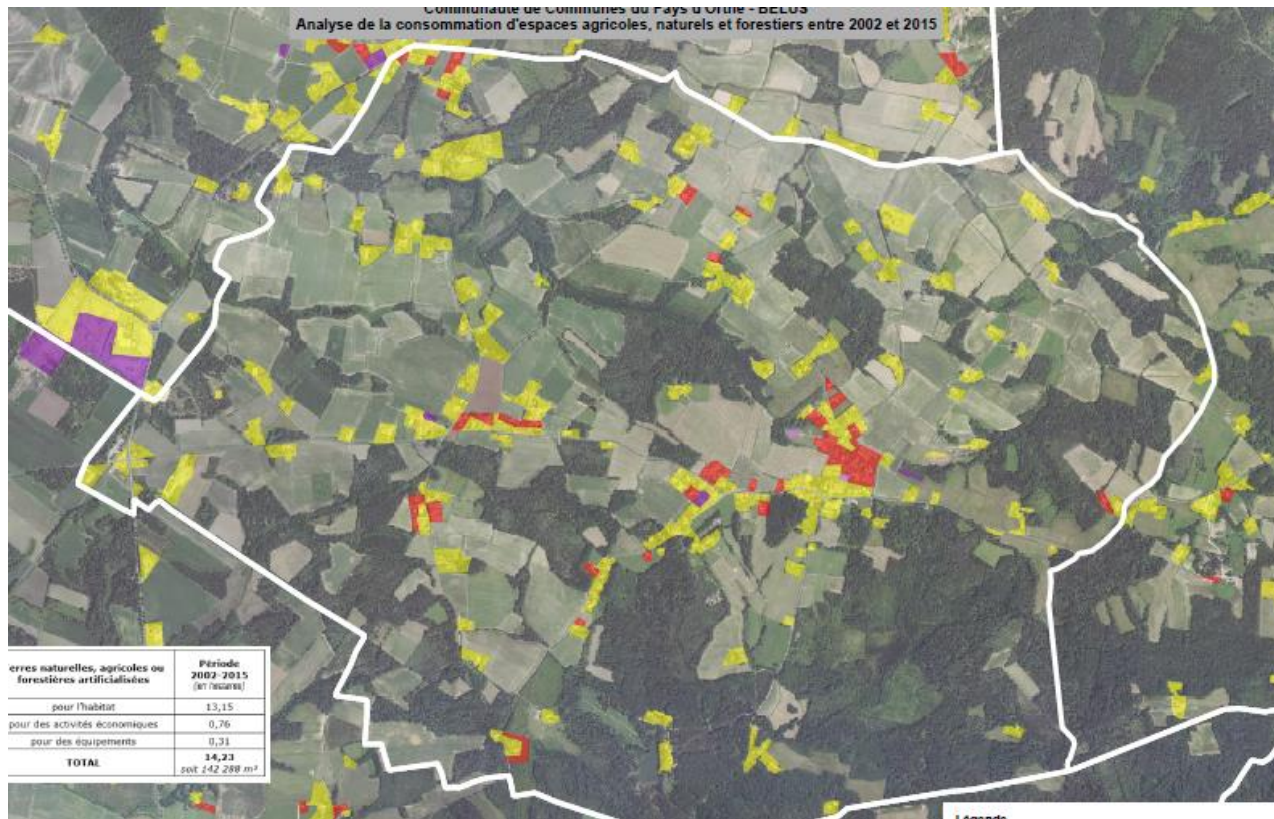 Communauté de Communes du Pays d'Orthe - BELUS
Analyse de la consommation d'espaces agricoles, naturels et forestiers entre 2002 et 2015
erres naturelles, agricoles ou
forestières artificialisées
Période
2002-2015
(en hectares)
pour l'habitat 13,15
pour des activités économiques 0,76
pour des équipements 0,31
TOTAL 14,23
soit 142 288 m²
Légende